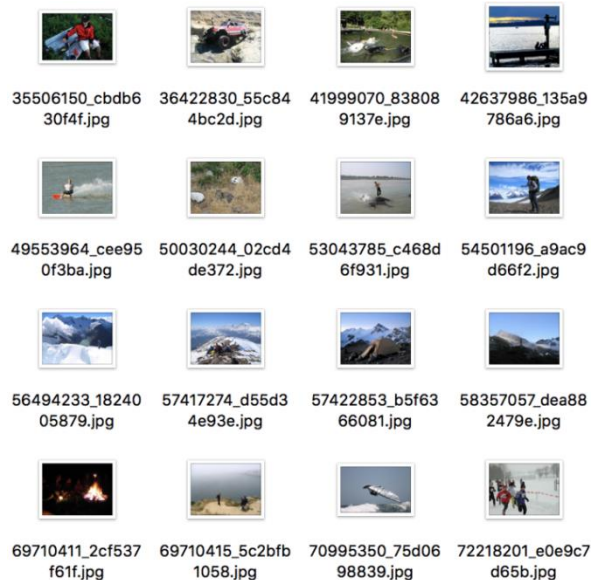 35506150_cbdb6
30f4f.jpg
36422830_55c84
4bc2d.jpg
41999070_83808
9137e.jpg
42637986_135a9
786a6.jpg
49553964_cee95
0f3ba.jpg
50030244_02cd4
de372.jpg
53043785_c468d
6f931.jpg
54501196_a9ac9
d66f2.jpg
56494233_18240
05879.jpg
57417274_d55d3
4e93e.jpg
57422853_b5f63
66081.jpg
58357057_dea88
2479e.jpg
69710411_2cf537
f61f.jpg
69710415_5c2bfb
1058.jpg
70995350_75d06
98839.jpg
72218201_e0e9c7
d65b.jpg